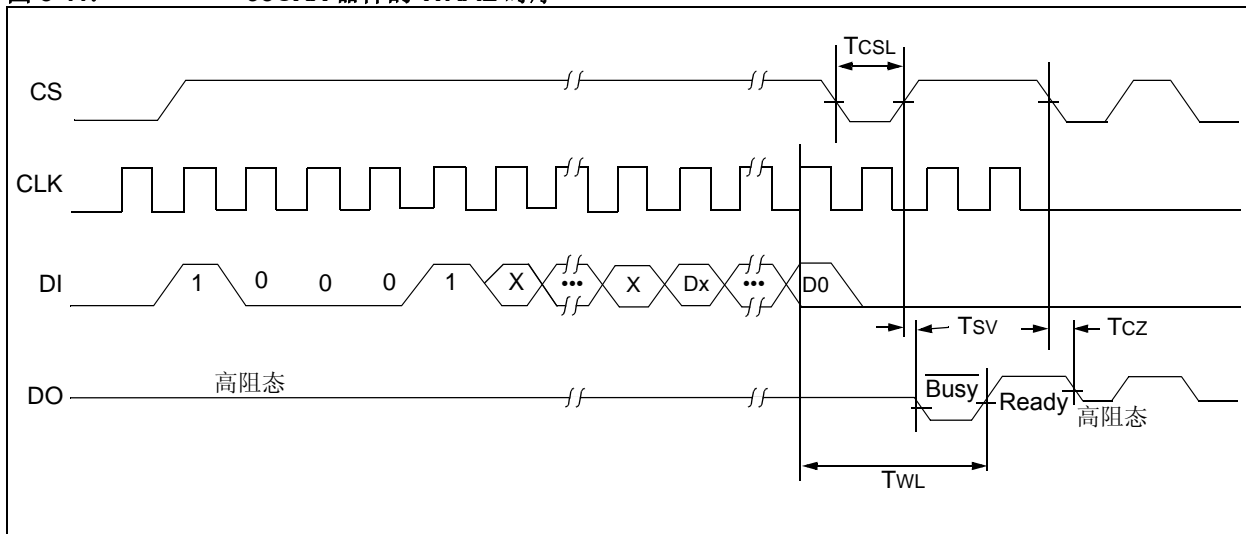 TCSL
CS
CLK
DI 1 0 0 0 1 X ••• X Dx ••• D0
TSV TCZ
高阻态
DO Busy Ready 高阻态
TWL